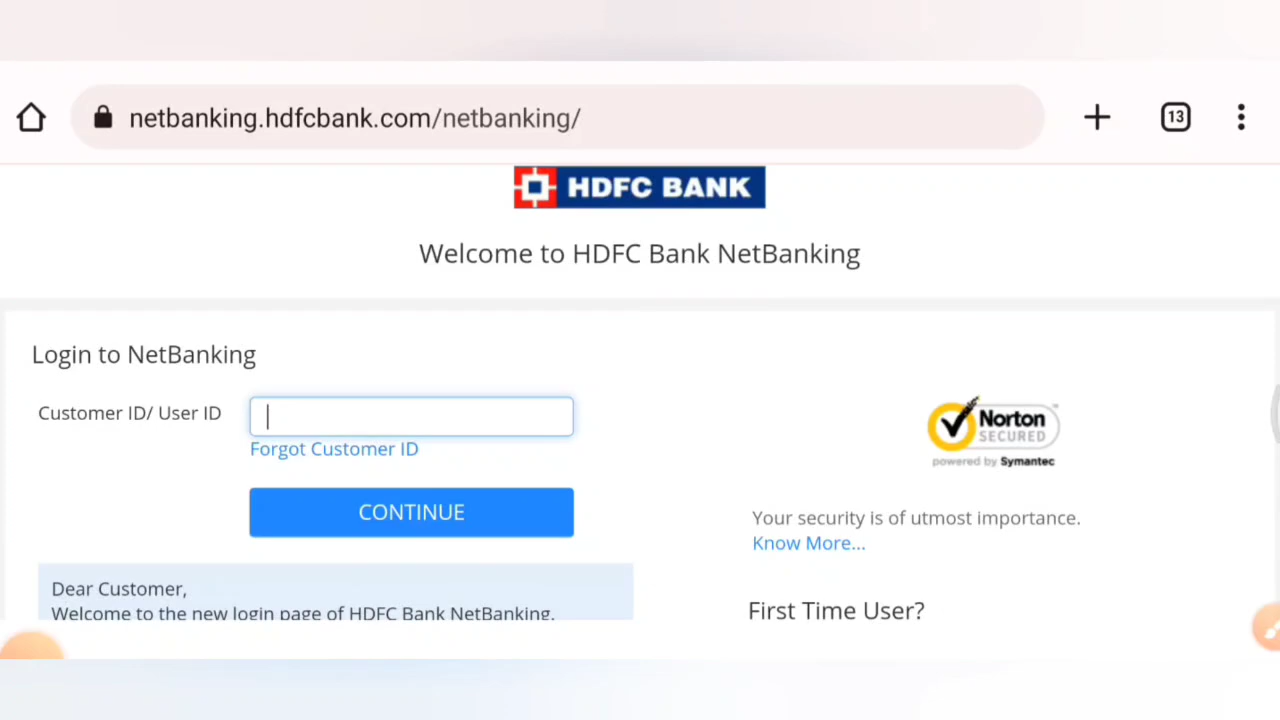 netbanking.hdfcbank.com/netbanking/
13
HDFC BANK
Welcome to HDFC Bank NetBanking
Login to NetBanking
Customer ID/ User ID
Forgot Customer ID
CONTINUE
Dear Customer,
Welcome to the new login page of HDFC Bank NetBanking.
Norton
SECURED
powered by Symantec
Your security is of utmost importance.
Know More...
First Time User?